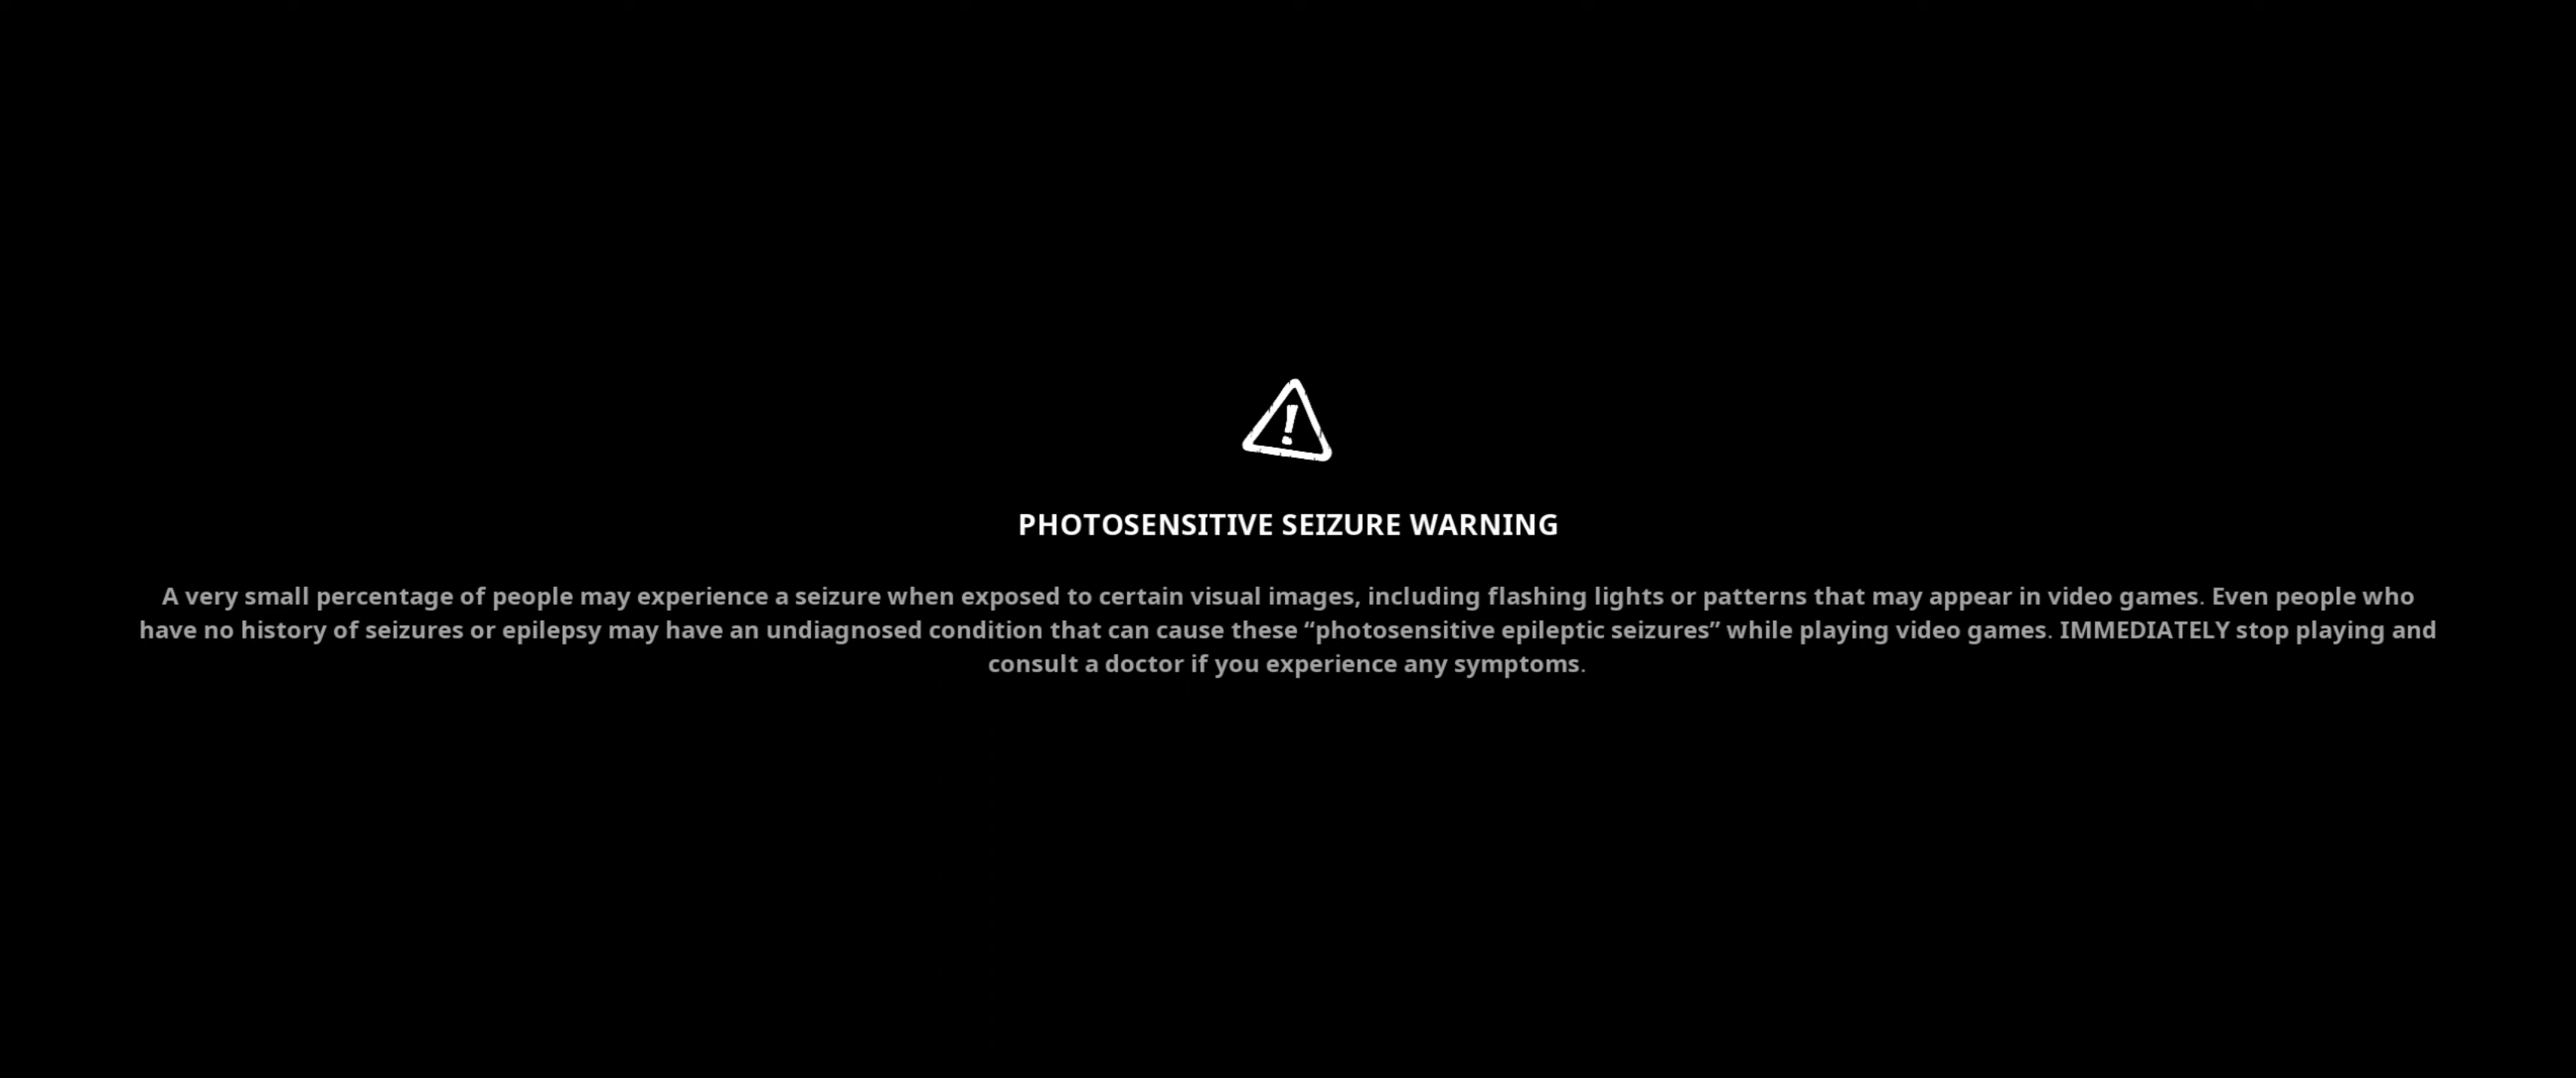 PHOTOSENSITIVE SEIZURE WARNING
A very small percentage of people may experience a seizure when exposed to certain visual images, including flashing lights or patterns that may appear in video games. Even people who
have no history of seizures or epilepsy may have an undiagnosed condition that can cause these “photosensitive epileptic seizures” while playing video games. IMMEDIATELY stop playing and
consult a doctor if you experience any symptoms.